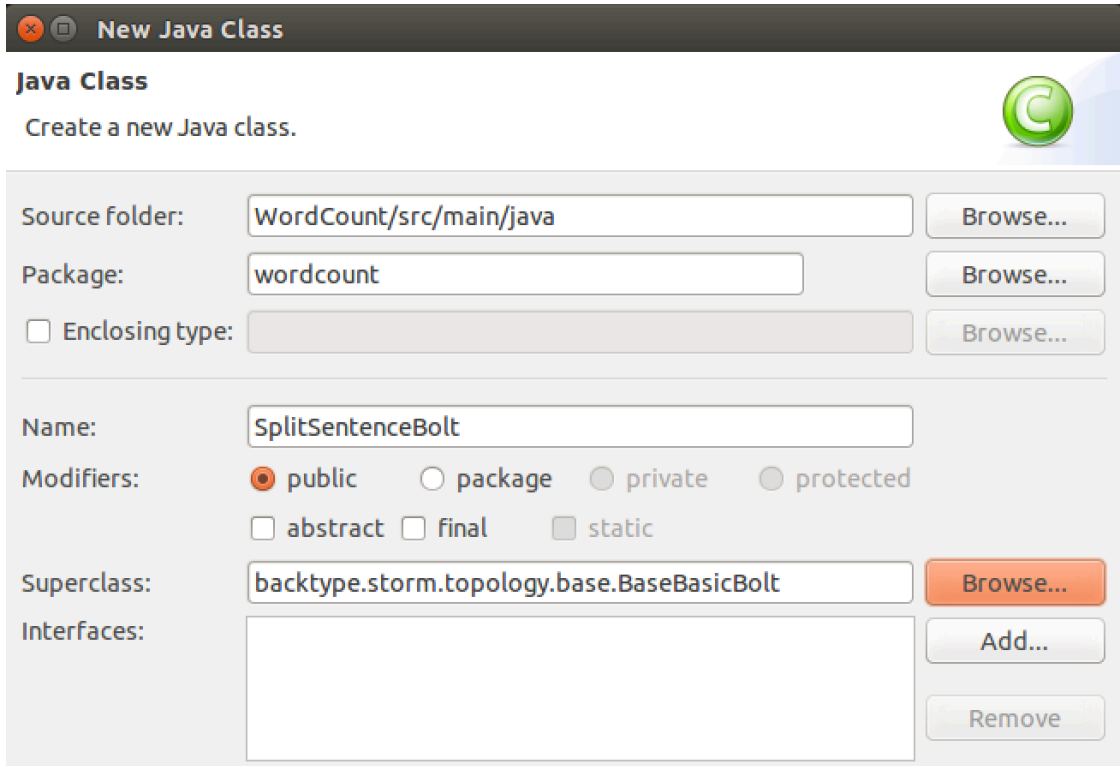 New Java Class
Java Class
Create a new Java class.
C
Source folder: WordCount/src/main/java Browse...
Package: wordcount Browse...
Enclosing type: Browse...
Name: SplitSentenceBolt
Modifiers: public package private protected
abstract final static
Superclass: backtype.storm.topology.base.BaseBasicBolt Browse...
Interfaces: Add...
Remove